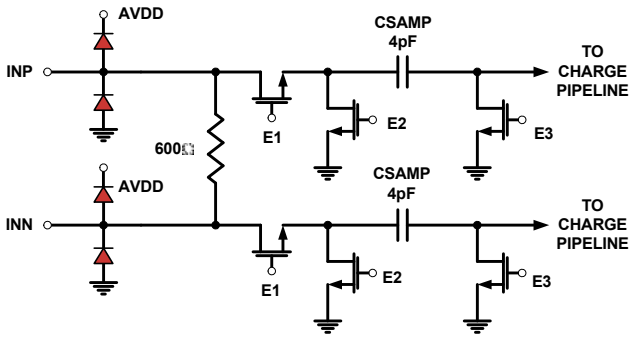 AVDD
CSAMP
4pF
TO
CHARGE
PIPELINE
INP
E1
E2
E3
600
AVDD
CSAMP
4pF
TO
CHARGE
PIPELINE
INN
E1
E2
E3